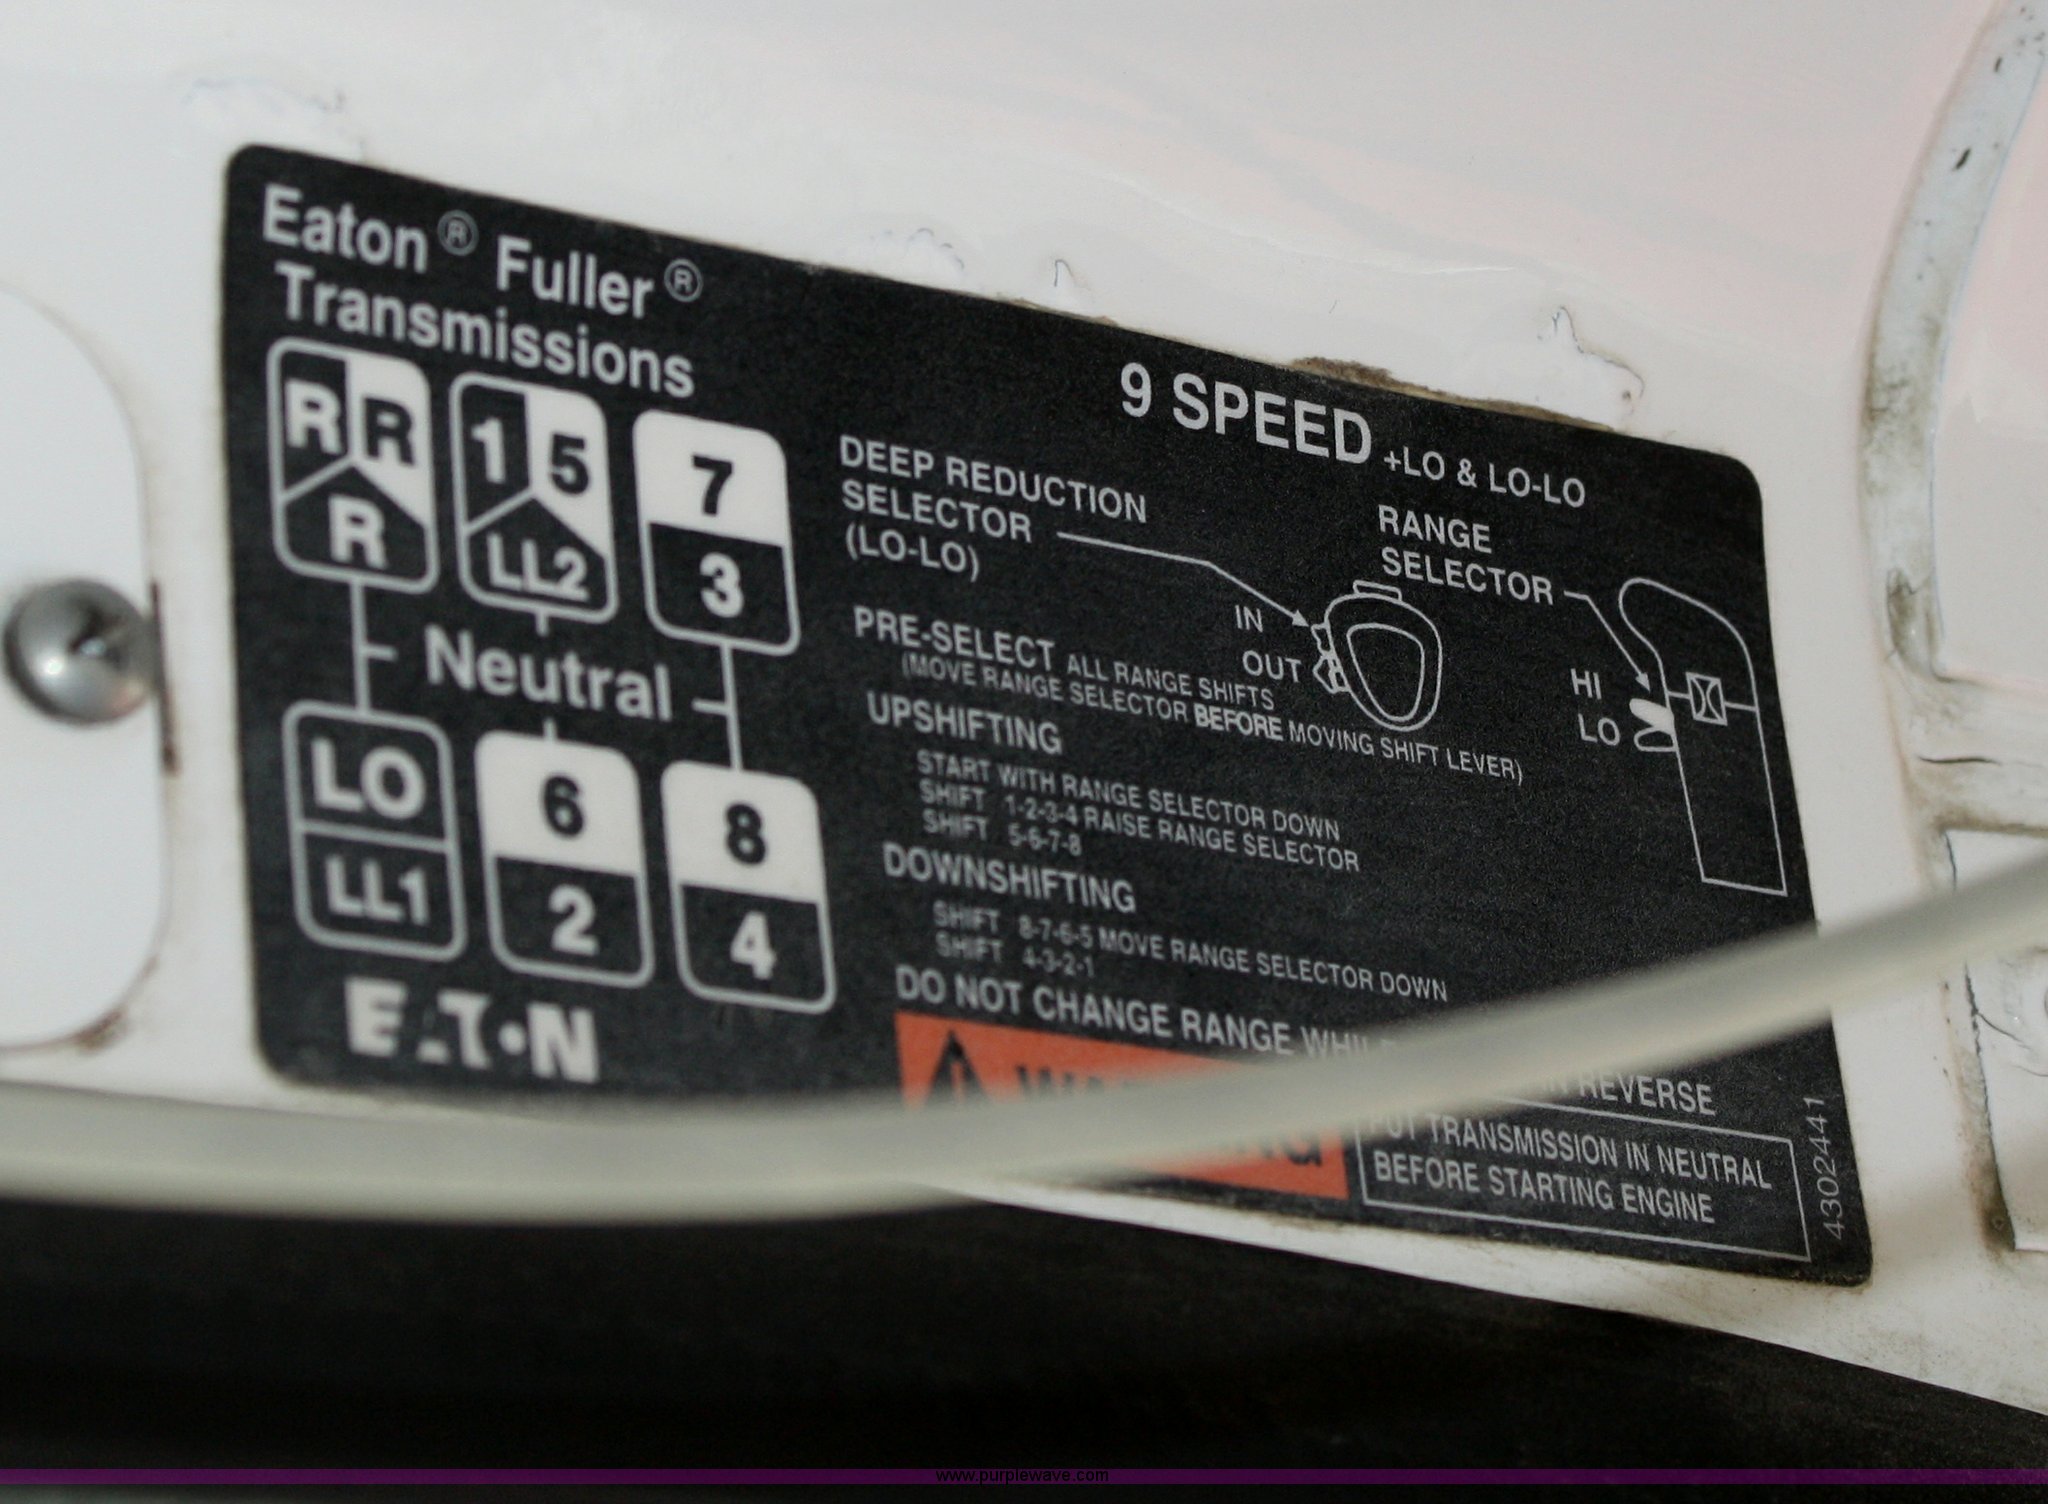 Eaton® Fuller®
Transmissions
R R
R
1 5
LL2
7
3
Neutral
LO
LL1
6
2
8
4
EATON
9 SPEED +LO & LO-LO
DEEP REDUCTION
SELECTOR
(LO-LO)
IN
OUT
RANGE
SELECTOR
HI
LO
PRE-SELECT ALL RANGE SHIFTS
(MOVE RANGE SELECTOR BEFORE MOVING SHIFT LEVER)
UPSHIFTING
START WITH RANGE SELECTOR DOWN
SHIFT 1-2-3-4 RAISE RANGE SELECTOR
SHIFT 5-6-7-8
DOWNSHIFTING
SHIFT 8-7-6-5 MOVE RANGE SELECTOR DOWN
SHIFT 4-3-2-1
DO NOT CHANGE RANGE WHILE
REVERSE
WARNING
PUT TRANSMISSION IN NEUTRAL
BEFORE STARTING ENGINE
4302441
www.purplewave.com